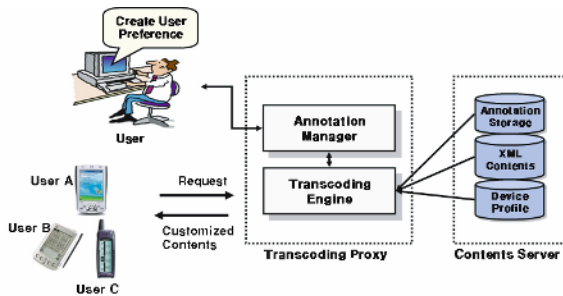 Create User
Preference
User
Annotation
Manager
Transcoding
Engine
Transcoding Proxy
Annotation
Storage
XML
Contents
Device
Profile
Contents Server
User A
User B
User C
Request
Customized
Contents